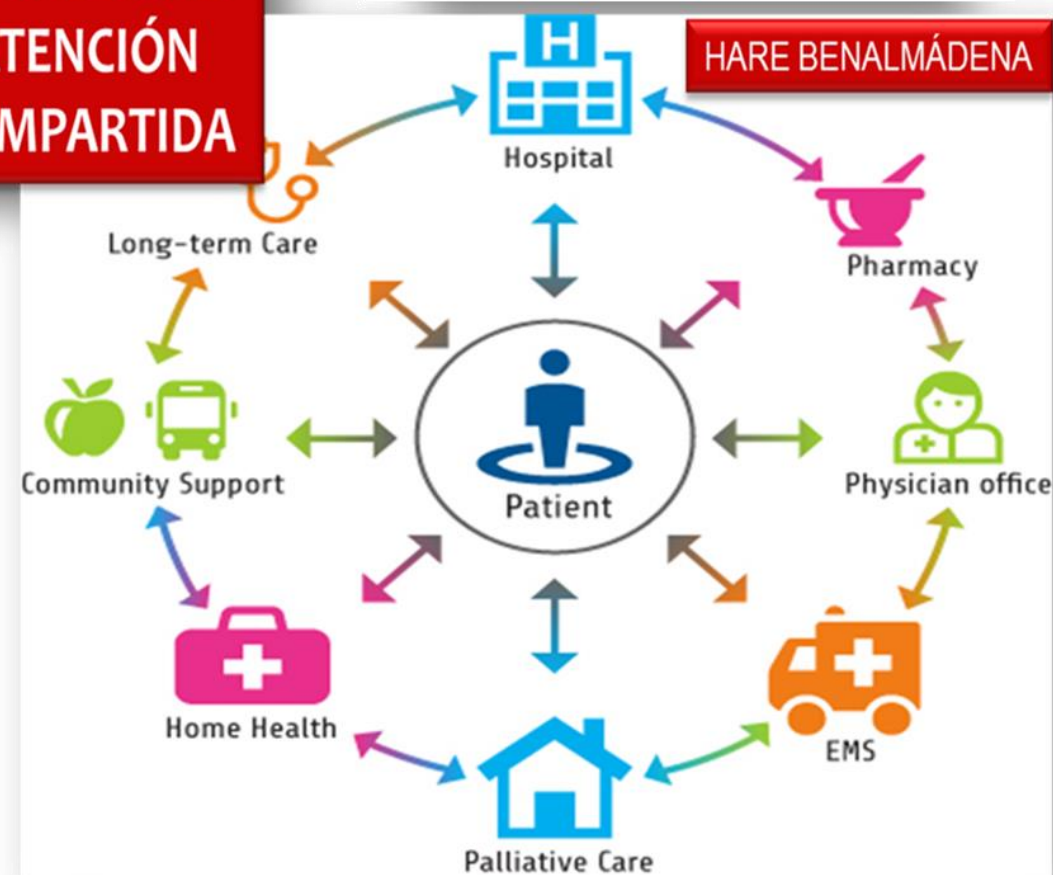 TENCIÓN
MPARTIDA
HARE BENALMÁDENA
H
Hospital
Long-term Care
Pharmacy
Community Support
Patient
Physician office
Home Health
EMS
Palliative Care